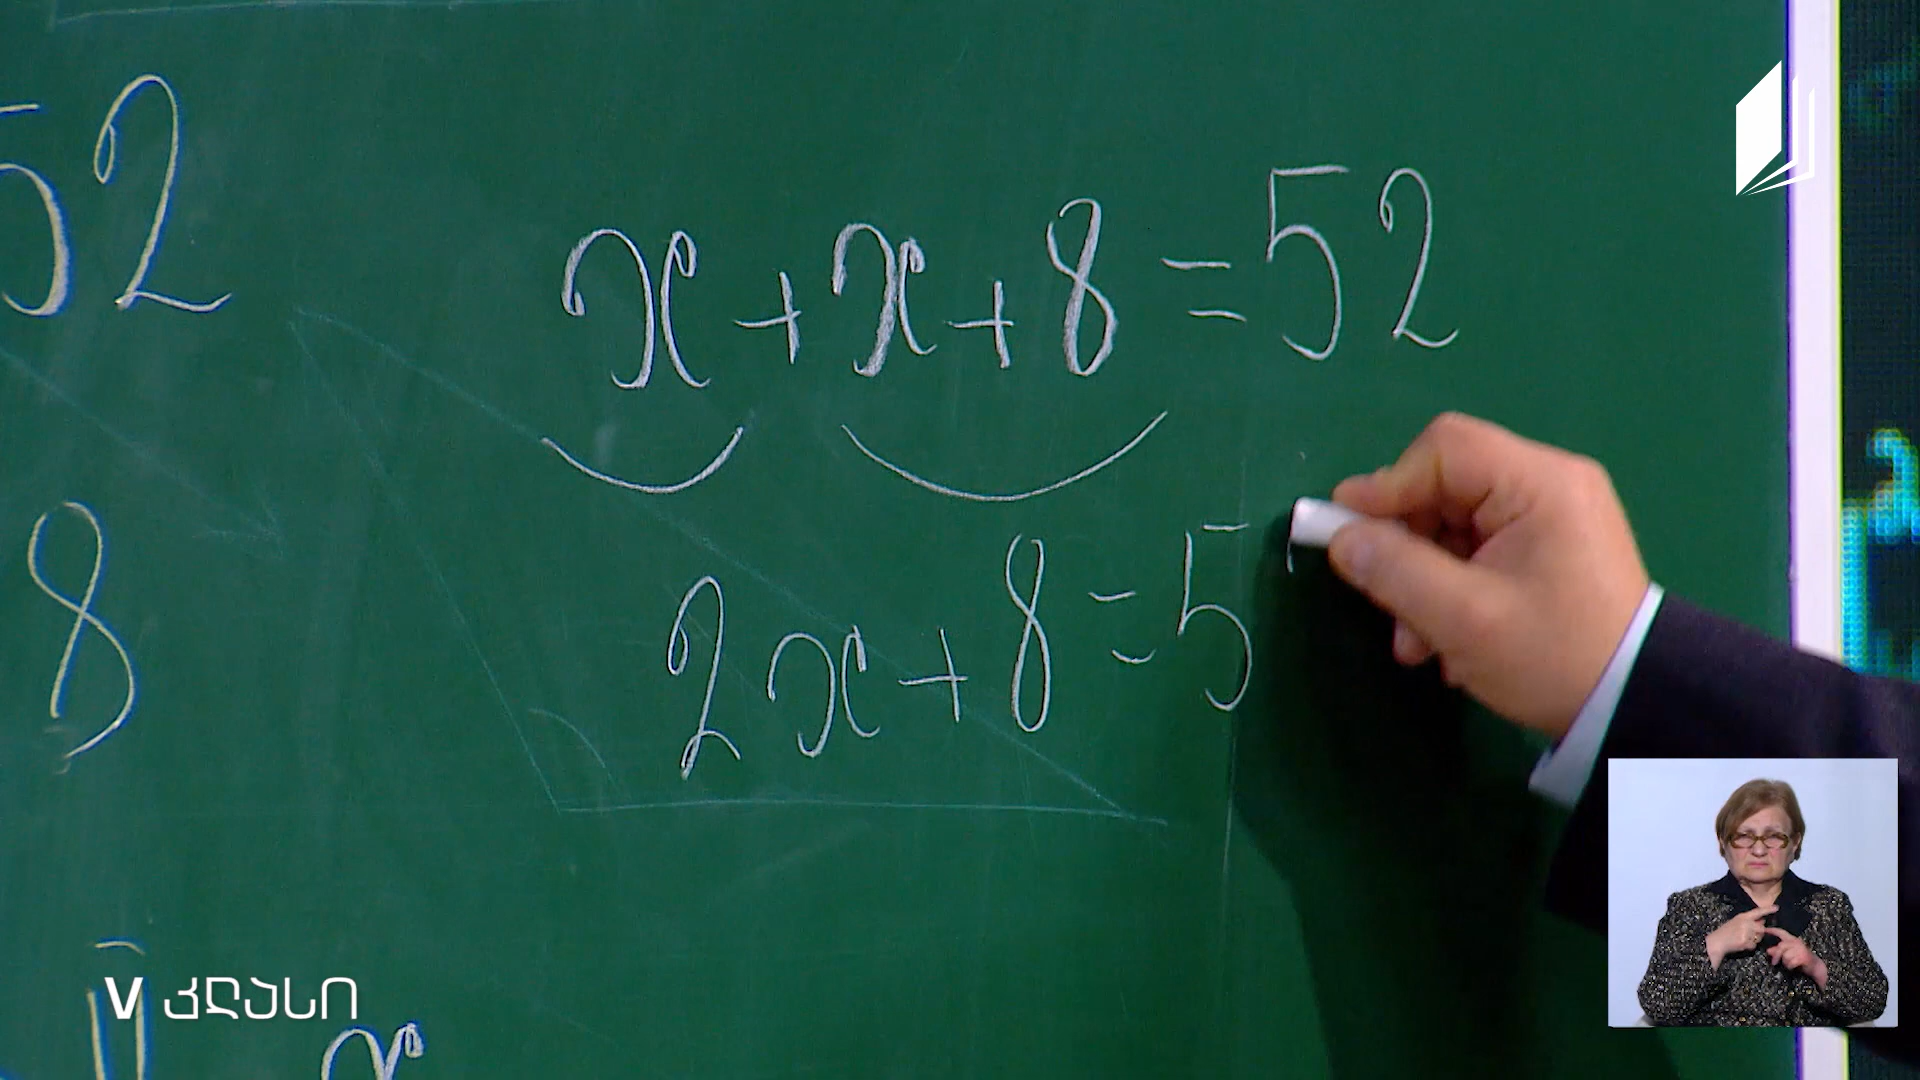 52
x + x + 8 = 52
8
2x + 8 = 5
x
V კლასი